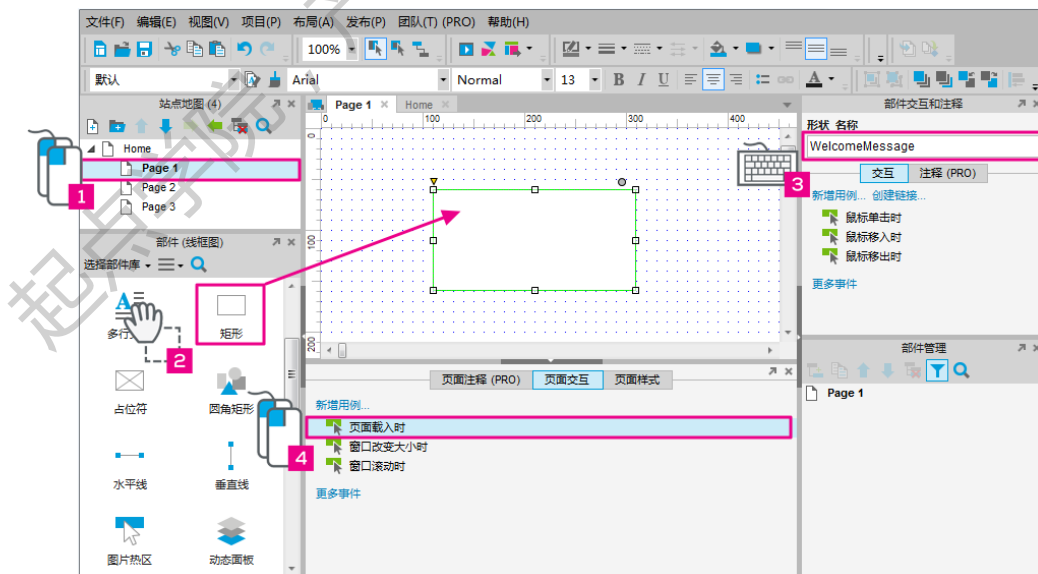 文件(F) 编辑(E) 视图(V) 项目(P) 布局(A) 发布(P) 团队(T) (PRO) 帮助(H)
100%
默认 Arial Normal 13 B I U A
站点地图 (4)
Home
Page 1
Page 2
Page 3
1
部件 (线框图)
选择部件库
多行
矩形
2
占位符
圆角矩形
水平线
垂直线
图片热区
动态面板
Page 1 Home
0 100 200 300 400
0
100
200
页面注释 (PRO) 页面交互 页面样式
新增用例...
页面载入时
窗口改变大小时
窗口滚动时
更多事件
4
部件交互和注释
形状 名称
WelcomeMessage
3
交互 注释 (PRO)
新增用例... 创建链接...
鼠标单击时
鼠标移入时
鼠标移出时
更多事件
部件管理
Page 1
起点学院